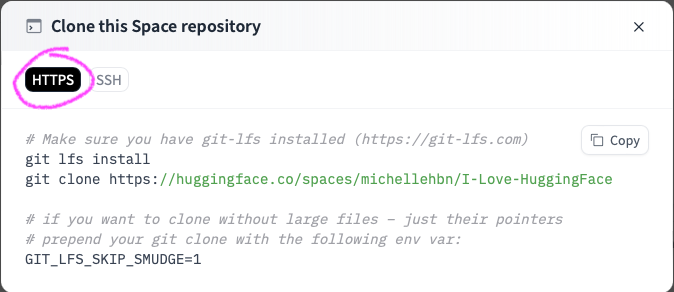 Clone this Space repository
HTTPS SSH
Copy
# Make sure you have git-lfs installed (https://git-lfs.com)
git lfs install
git clone https://huggingface.co/spaces/michellehbn/I-Love-HuggingFace
# if you want to clone without large files – just their pointers
# prepend your git clone with the following env var:
GIT_LFS_SKIP_SMUDGE=1